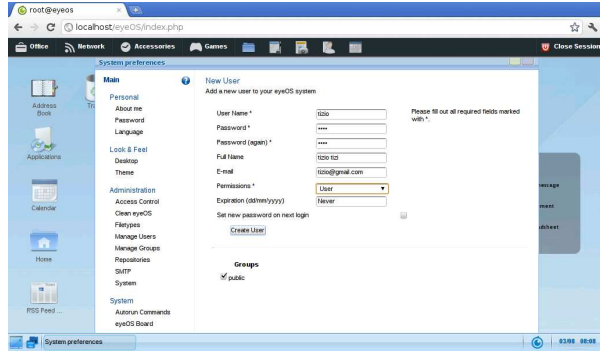 root@eyeos
localhost/eyeOS/index.php
Office Network Accessories Games Close Session
System preferences
Address Book
Applications
Calendar
Home
RSS Feed ...
Main
Personal
About me
Password
Language
Look & Feel
Desktop
Theme
Administration
Access Control
Clean eyeOS
Filetypes
Manage Users
Manage Groups
Repositories
SMTP
System
System
Autorun Commands
eyeOS Board
New User
Add a new user to your eyeOS system
User Name * tizio
Please fill out all required fields marked with *.
Password * ••••
Password (again) * ••••
Full Name tizio tizi
E-mail tizio@gmail.com
Permissions * User
Expiration (dd/mm/yyyy) Never
Set new password on next login
Create User
Groups
public
System preferences
03/08 00:08